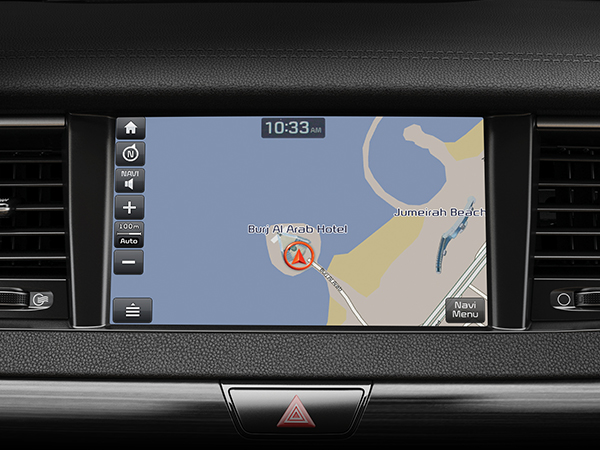 10:33 AM
N
NAVI
100m
Auto
Burj Al Arab Hotel
Jumeirah Beach
Navi
Menu